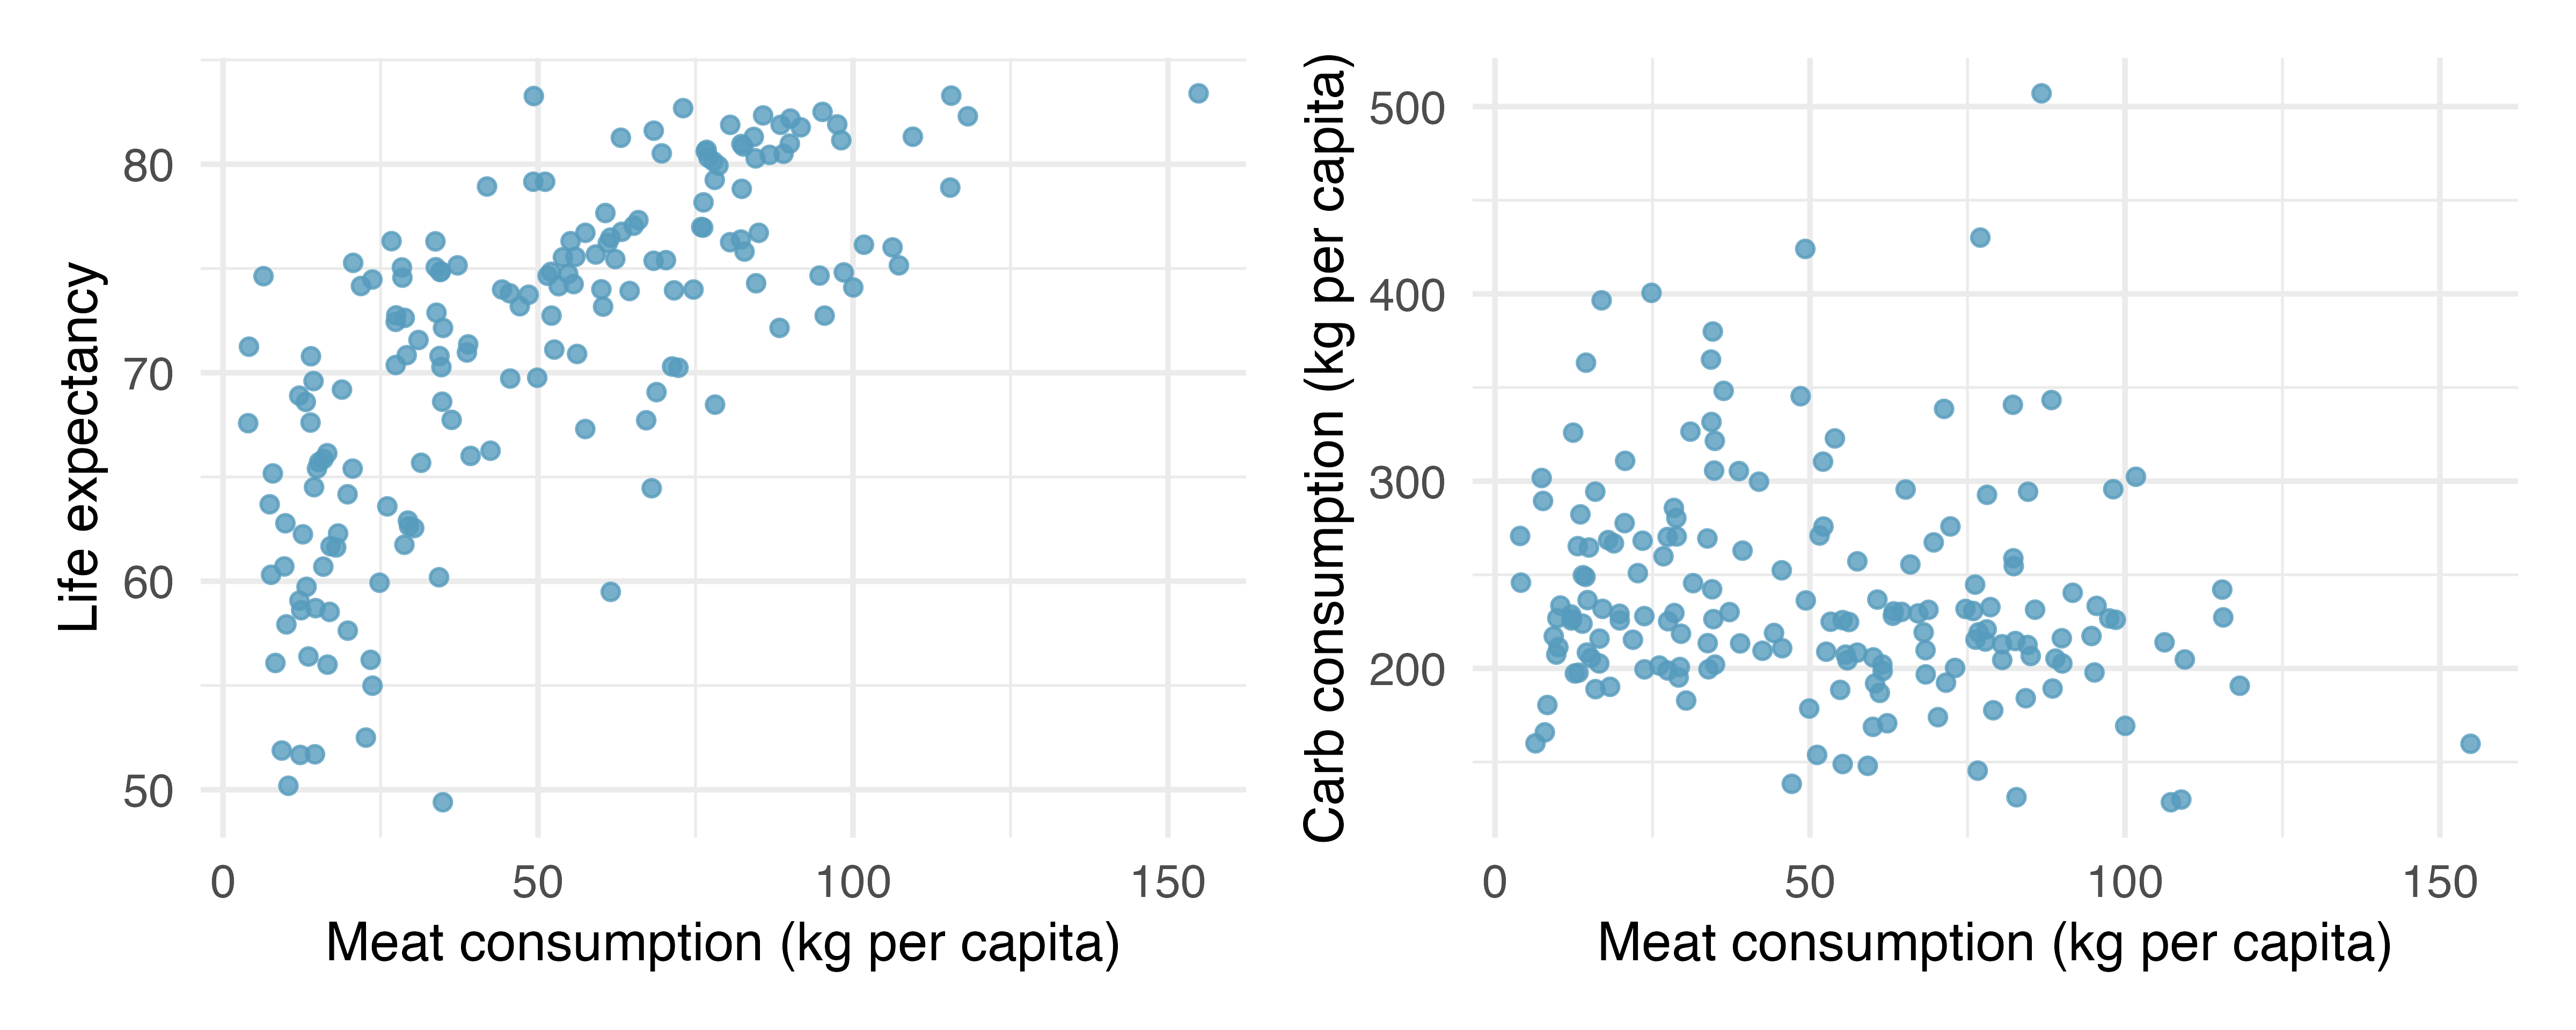 Life expectancy
80
70
60
50
0 50 100 150
Meat consumption (kg per capita)
Carb consumption (kg per capita)
500
400
300
200
0 50 100 150
Meat consumption (kg per capita)